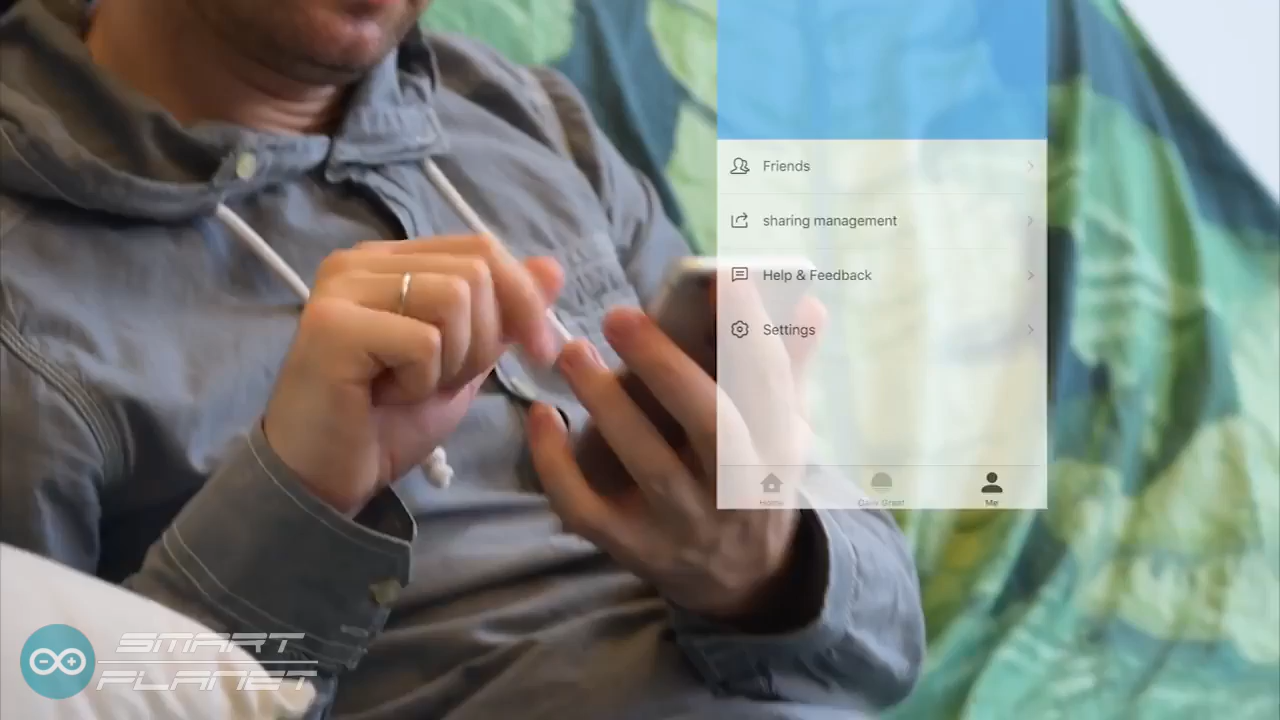 Friends
sharing management
Help & Feedback
Settings
Home
Me
SMART
PLANET